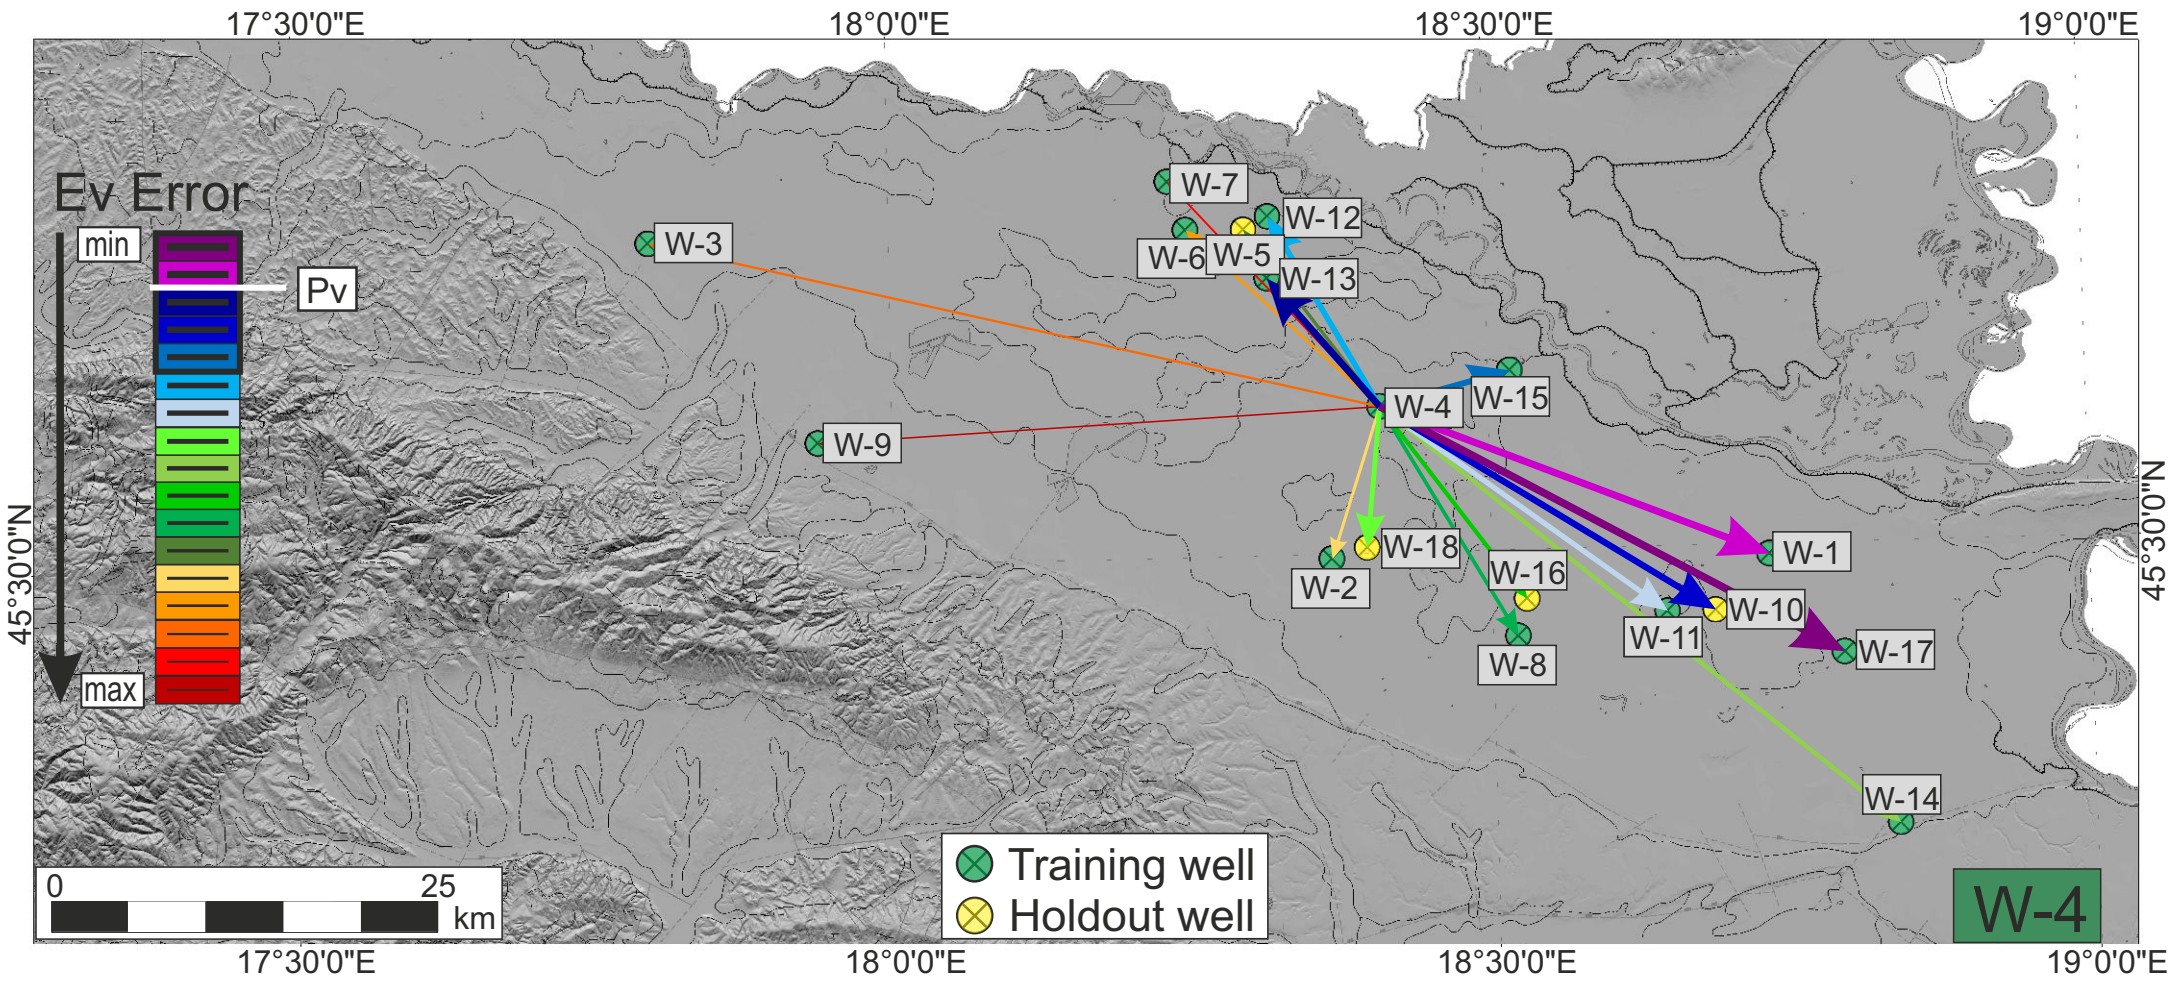 17°30'0"E 18°0'0"E 18°30'0"E 19°0'0"E
Ev Error
min
Pv
max
W-7
W-12
W-3
W-6
W-5
W-13
W-15
W-4
W-9
W-18
W-1
W-16
W-2
W-10
W-11
W-17
W-8
W-14
45°30'0"N
45°30'0"N
0 25
km
Training well
Holdout well
W-4
17°30'0"E 18°0'0"E 18°30'0"E 19°0'0"E